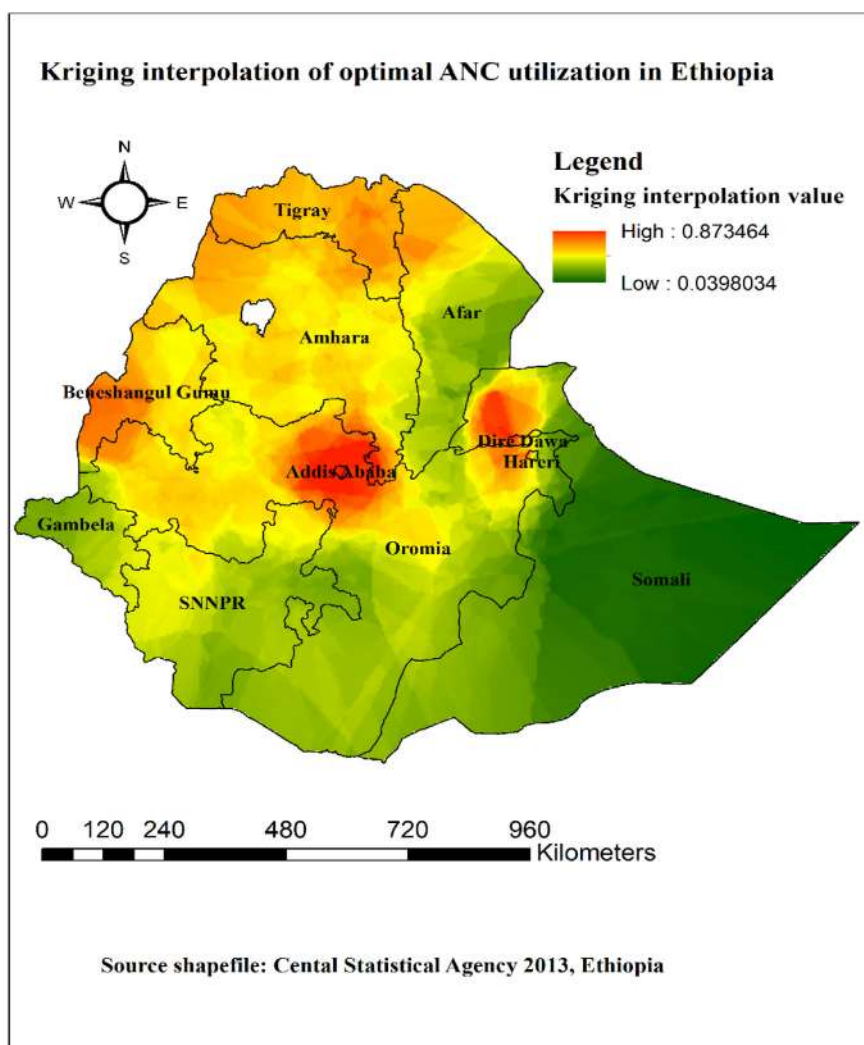 Kriging interpolation of optimal ANC utilization in Ethiopia
N
W E
S
Legend
Kriging interpolation value
High : 0.873464
Low : 0.0398034
Tigray
Afar
Amhara
Beneshangul Gumu
Dire Dawa
Addis Ababa
Hareri
Gambela
Oromia
Somali
SNNPR
0 120 240 480 720 960
Kilometers
Source shapefile: Cental Statistical Agency 2013, Ethiopia